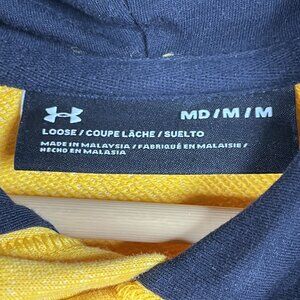 MD / M / M
LOOSE / COUPE LÂCHE / SUELTO
MADE IN MALAYSIA / FABRIQUÉ EN MALAISIE /
HECHO EN MALASIA